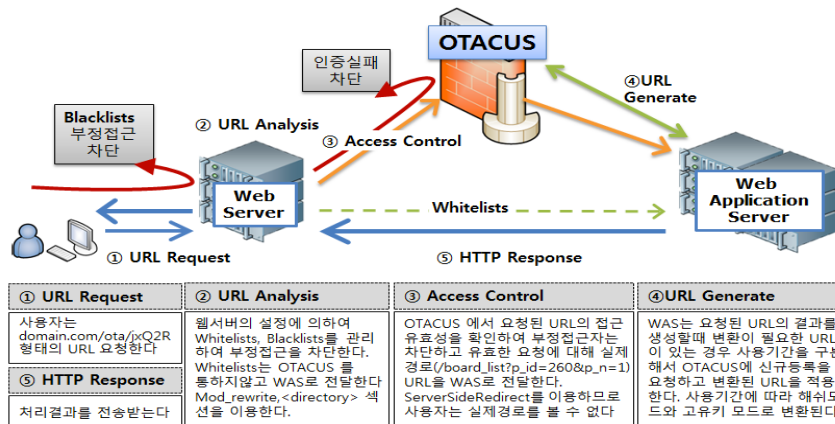 OTACUS
인증실패
차단
④URL
Generate
Blacklists
부정접근
차단
② URL Analysis
③ Access Control
Web
Server
Web
Application
Server
Whitelists
① URL Request
⑤ HTTP Response
① URL Request
사용자는
domain.com/ota/jxQ2R
형태의 URL 요청한다
⑤ HTTP Response
처리결과를 전송받는다
② URL Analysis
웹서버의 설정에 의하여
Whitelists, Blacklists를 관리
하여 부정접근을 차단한다.
Whitelists는 OTACUS 를
통하지않고 WAS로 전달한다
Mod_rewrite,<directory> 섹
션을 이용한다.
③ Access Control
OTACUS 에서 요청된 URL의 접근
유효성을 확인하여 부정접근자는
차단하고 유효한 요청에 대해 실제
경로(/board_list?p_id=260&p_n=1)
URL을 WAS로 전달한다.
ServerSideRedirect를 이용하므로
사용자는 실제경로를 볼 수 없다
④URL Generate
WAS는 요청된 URL의 결과를
생성할때 변환이 필요한 URL
이 있는 경우 사용기간을 구분
해서 OTACUS에 신규등록을
요청하고 변환된 URL을 적용
한다. 사용기간에 따라 해쉬모
드와 고유키 모드로 변환된다